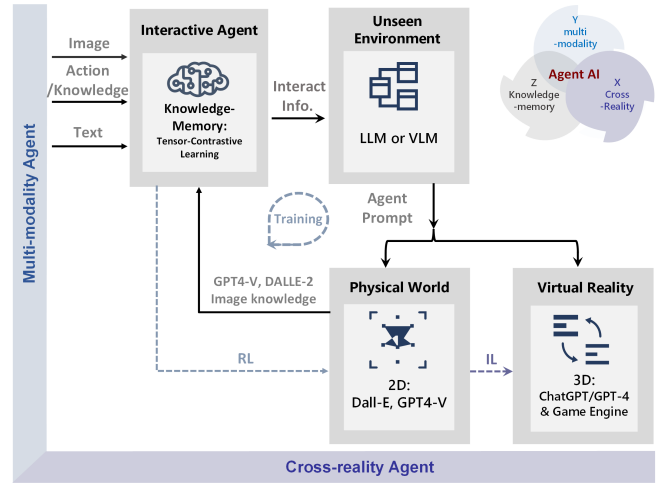 Multi-modality Agent
Image
Action
/Knowledge
Text
Interactive Agent
Knowledge-
Memory:
Tensor-Contrastive
Learning
Interact
Info.
Unseen
Environment
LLM or VLM
Y
multi
-modality
Agent AI
Z
Knowledge
-memory
X
Cross
-Reality
Agent
Prompt
Training
GPT4-V, DALLE-2
Image knowledge
RL
Physical World
2D:
Dall-E, GPT4-V
IL
Virtual Reality
3D:
ChatGPT/GPT-4
& Game Engine
Cross-reality Agent